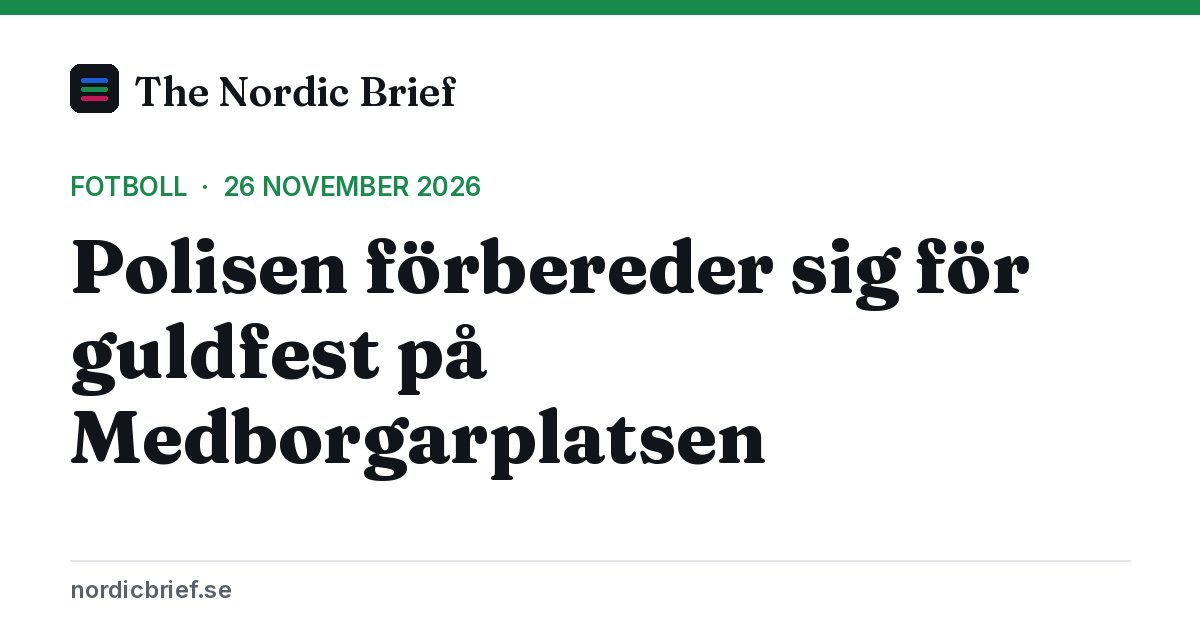 The Nordic Brief
FOTBOLL · 26 NOVEMBER 2026
Polisen förbereder sig för
guldfest på
Medborgarplatsen
nordicbrief.se